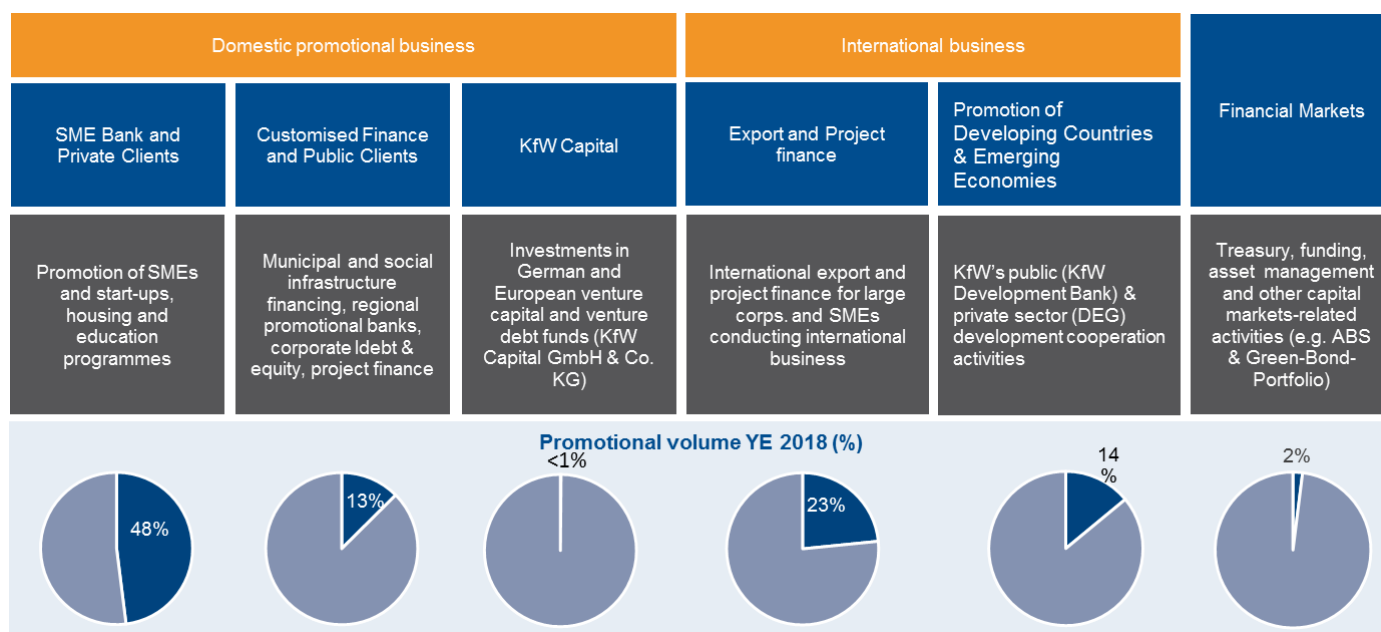 Domestic promotional business
International business
Financial Markets
SME Bank and
Private Clients
Customised Finance
and Public Clients
KfW Capital
Export and Project
finance
Promotion of
Developing Countries
& Emerging
Economies
Promotion of SMEs
and start-ups,
housing and
education
programmes
Municipal and social
infrastructure
financing, regional
promotional banks,
corporate ldebt &
equity, project finance
Investments in
German and
European venture
capital and venture
debt funds (KfW
Capital GmbH & Co.
KG)
International export and
project finance for large
corps. and SMEs
conducting international
business
KfW's public (KfW
Development Bank) &
private sector (DEG)
development cooperation
activities
Treasury, funding,
asset management
and other capital
markets-related
activities (e.g. ABS
& Green-Bond-
Portfolio)
Promotional volume YE 2018 (%)
48%
13%
<1%
23%
14
%
2%